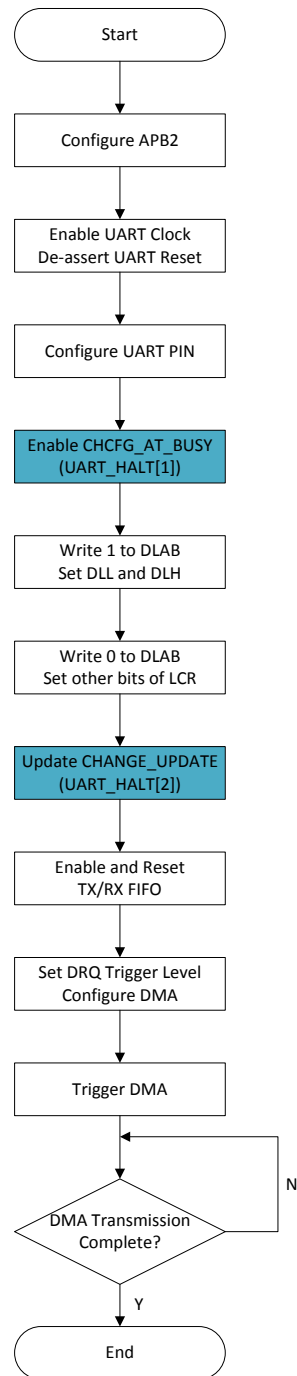 Start
Configure APB2
Enable UART Clock
De-assert UART Reset
Configure UART PIN
Enable CHCFG_AT_BUSY
(UART_HALT[1])
Write 1 to DLAB
Set DLL and DLH
Write 0 to DLAB
Set other bits of LCR
Update CHANGE_UPDATE
(UART_HALT[2])
Enable and Reset
TX/RX FIFO
Set DRQ Trigger Level
Configure DMA
Trigger DMA
DMA Transmission
Complete?
N
Y
End